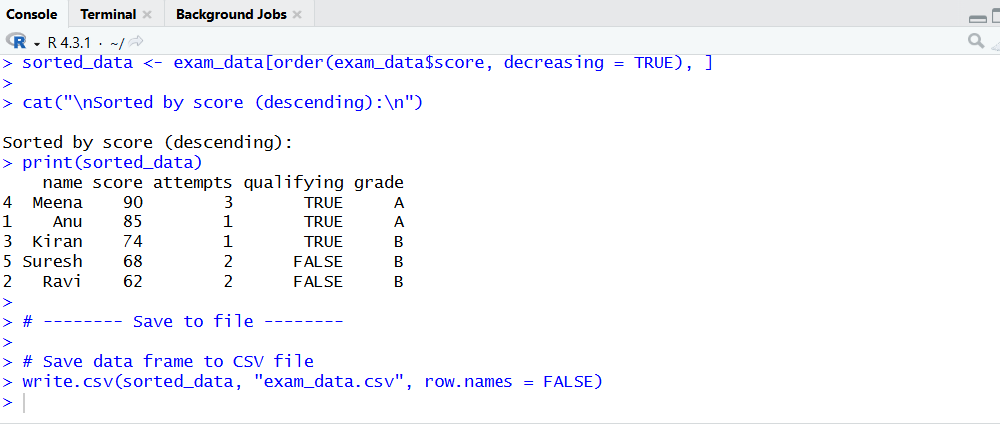 Console Terminal Background Jobs
R R 4.3.1 · ~/
> sorted_data <- exam_data[order(exam_data$score, decreasing = TRUE), ]
>
> cat("\nSorted by score (descending):\n")

Sorted by score (descending):
> print(sorted_data)
    name score attempts qualifying grade
4  Meena    90        3       TRUE     A
1    Anu    85        1       TRUE     A
3  Kiran    74        1       TRUE     B
5 Suresh    68        2      FALSE     B
2   Ravi    62        2      FALSE     B
>
> # -------- Save to file --------
>
> # Save data frame to CSV file
> write.csv(sorted_data, "exam_data.csv", row.names = FALSE)
>